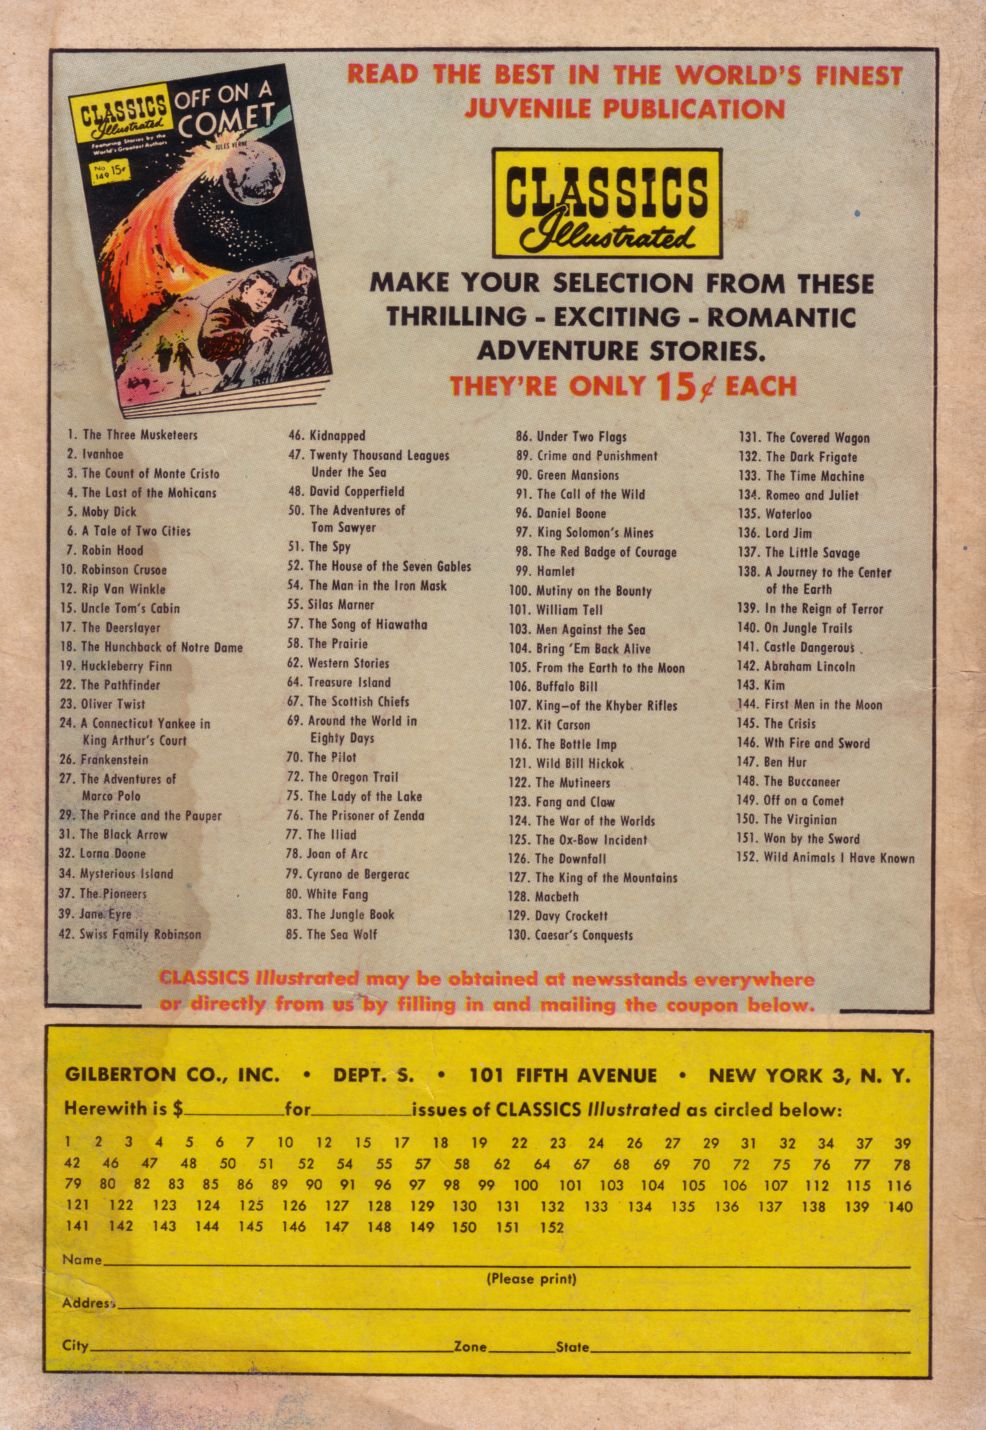 CLASSICS
Illustrated
Featuring Stories by the
World's Greatest Authors
No 149 15¢
OFF ON A
COMET
JULES VERNE
READ THE BEST IN THE WORLD'S FINEST
JUVENILE PUBLICATION
CLASSICS
Illustrated
MAKE YOUR SELECTION FROM THESE
THRILLING - EXCITING - ROMANTIC
ADVENTURE STORIES.
THEY'RE ONLY 15¢ EACH
1. The Three Musketeers
2. Ivanhoe
3. The Count of Monte Cristo
4. The Last of the Mohicans
5. Moby Dick
6. A Tale of Two Cities
7. Robin Hood
10. Robinson Crusoe
12. Rip Van Winkle
15. Uncle Tom's Cabin
17. The Deerslayer
18. The Hunchback of Notre Dame
19. Huckleberry Finn
22. The Pathfinder
23. Oliver Twist
24. A Connecticut Yankee in
King Arthur's Court
26. Frankenstein
27. The Adventures of
Marco Polo
29. The Prince and the Pauper
31. The Black Arrow
32. Lorna Doone
34. Mysterious Island
37. The Pioneers
39. Jane Eyre
42. Swiss Family Robinson
46. Kidnapped
47. Twenty Thousand Leagues
Under the Sea
48. David Copperfield
50. The Adventures of
Tom Sawyer
51. The Spy
52. The House of the Seven Gables
54. The Man in the Iron Mask
55. Silas Marner
57. The Song of Hiawatha
58. The Prairie
62. Western Stories
64. Treasure Island
67. The Scottish Chiefs
69. Around the World in
Eighty Days
70. The Pilot
72. The Oregon Trail
75. The Lady of the Lake
76. The Prisoner of Zenda
77. The Iliad
78. Joan of Arc
79. Cyrano de Bergerac
80. White Fang
83. The Jungle Book
85. The Sea Wolf
86. Under Two Flags
89. Crime and Punishment
90. Green Mansions
91. The Call of the Wild
96. Daniel Boone
97. King Solomon's Mines
98. The Red Badge of Courage
99. Hamlet
100. Mutiny on the Bounty
101. William Tell
103. Men Against the Sea
104. Bring 'Em Back Alive
105. From the Earth to the Moon
106. Buffalo Bill
107. King—of the Khyber Rifles
112. Kit Carson
116. The Bottle Imp
121. Wild Bill Hickok
122. The Mutineers
123. Fang and Claw
124. The War of the Worlds
125. The Ox-Bow Incident
126. The Downfall
127. The King of the Mountains
128. Macbeth
129. Davy Crockett
130. Caesar's Conquests
131. The Covered Wagon
132. The Dark Frigate
133. The Time Machine
134. Romeo and Juliet
135. Waterloo
136. Lord Jim
137. The Little Savage
138. A Journey to the Center
of the Earth
139. In the Reign of Terror
140. On Jungle Trails
141. Castle Dangerous
142. Abraham Lincoln
143. Kim
144. First Men in the Moon
145. The Crisis
146. Wth Fire and Sword
147. Ben Hur
148. The Buccaneer
149. Off on a Comet
150. The Virginian
151. Won by the Sword
152. Wild Animals I Have Known
CLASSICS Illustrated may be obtained at newsstands everywhere
or directly from us by filling in and mailing the coupon below.
GILBERTON CO., INC. • DEPT. S. • 101 FIFTH AVENUE • NEW YORK 3, N. Y.
Herewith is $ for issues of CLASSICS Illustrated as circled below:
1 2 3 4 5 6 7 10 12 15 17 18 19 22 23 24 26 27 29 31 32 34 37 39
42 46 47 48 50 51 52 54 55 57 58 62 64 67 68 69 70 72 75 76 77 78
79 80 82 83 85 86 89 90 91 96 97 98 99 100 101 103 104 105 106 107 112 115 116
121 122 123 124 125 126 127 128 129 130 131 132 133 134 135 136 137 138 139 140
141 142 143 144 145 146 147 148 149 150 151 152
Name
(Please print)
Address
City Zone State